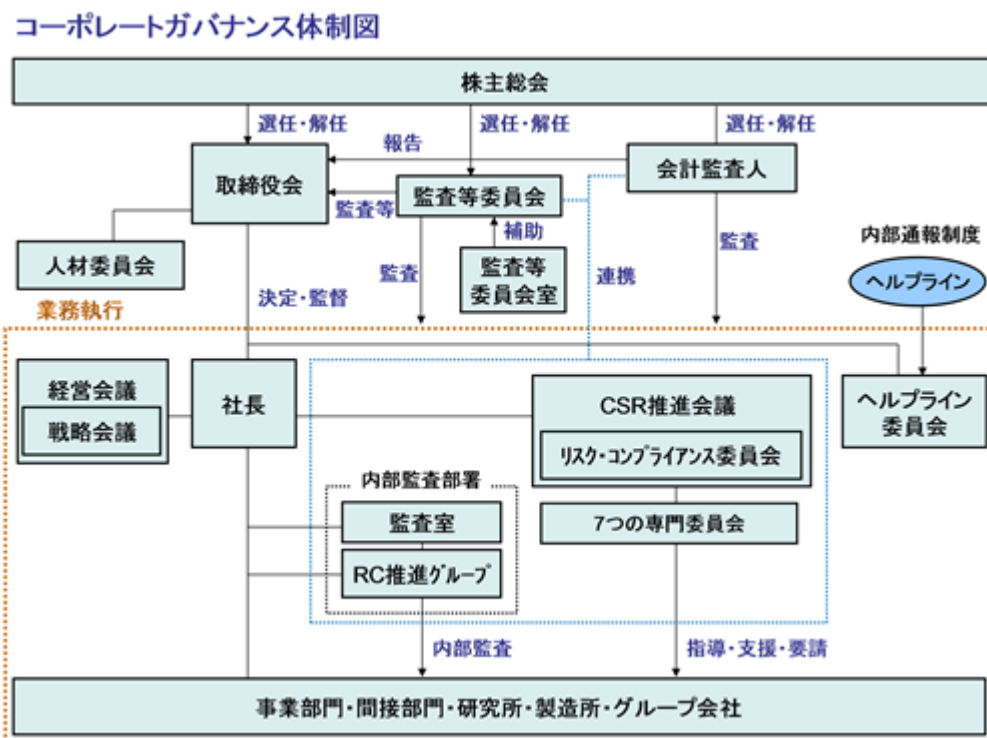 コーポレートガバナンス体制図
株主総会
選任・解任
選任・解任
選任・解任
報告
取締役会
監査等委員会
会計監査人
監査等
補助
人材委員会
監査等
委員会室
監査
連携
監査
内部通報制度
ヘルプライン
決定・監督
業務執行
経営会議
戦略会議
社長
CSR推進会議
リスク・コンプライアンス委員会
ヘルプライン
委員会
内部監査部署
監査室
RC推進グループ
7つの専門委員会
内部監査
指導・支援・要請
事業部門・間接部門・研究所・製造所・グループ会社